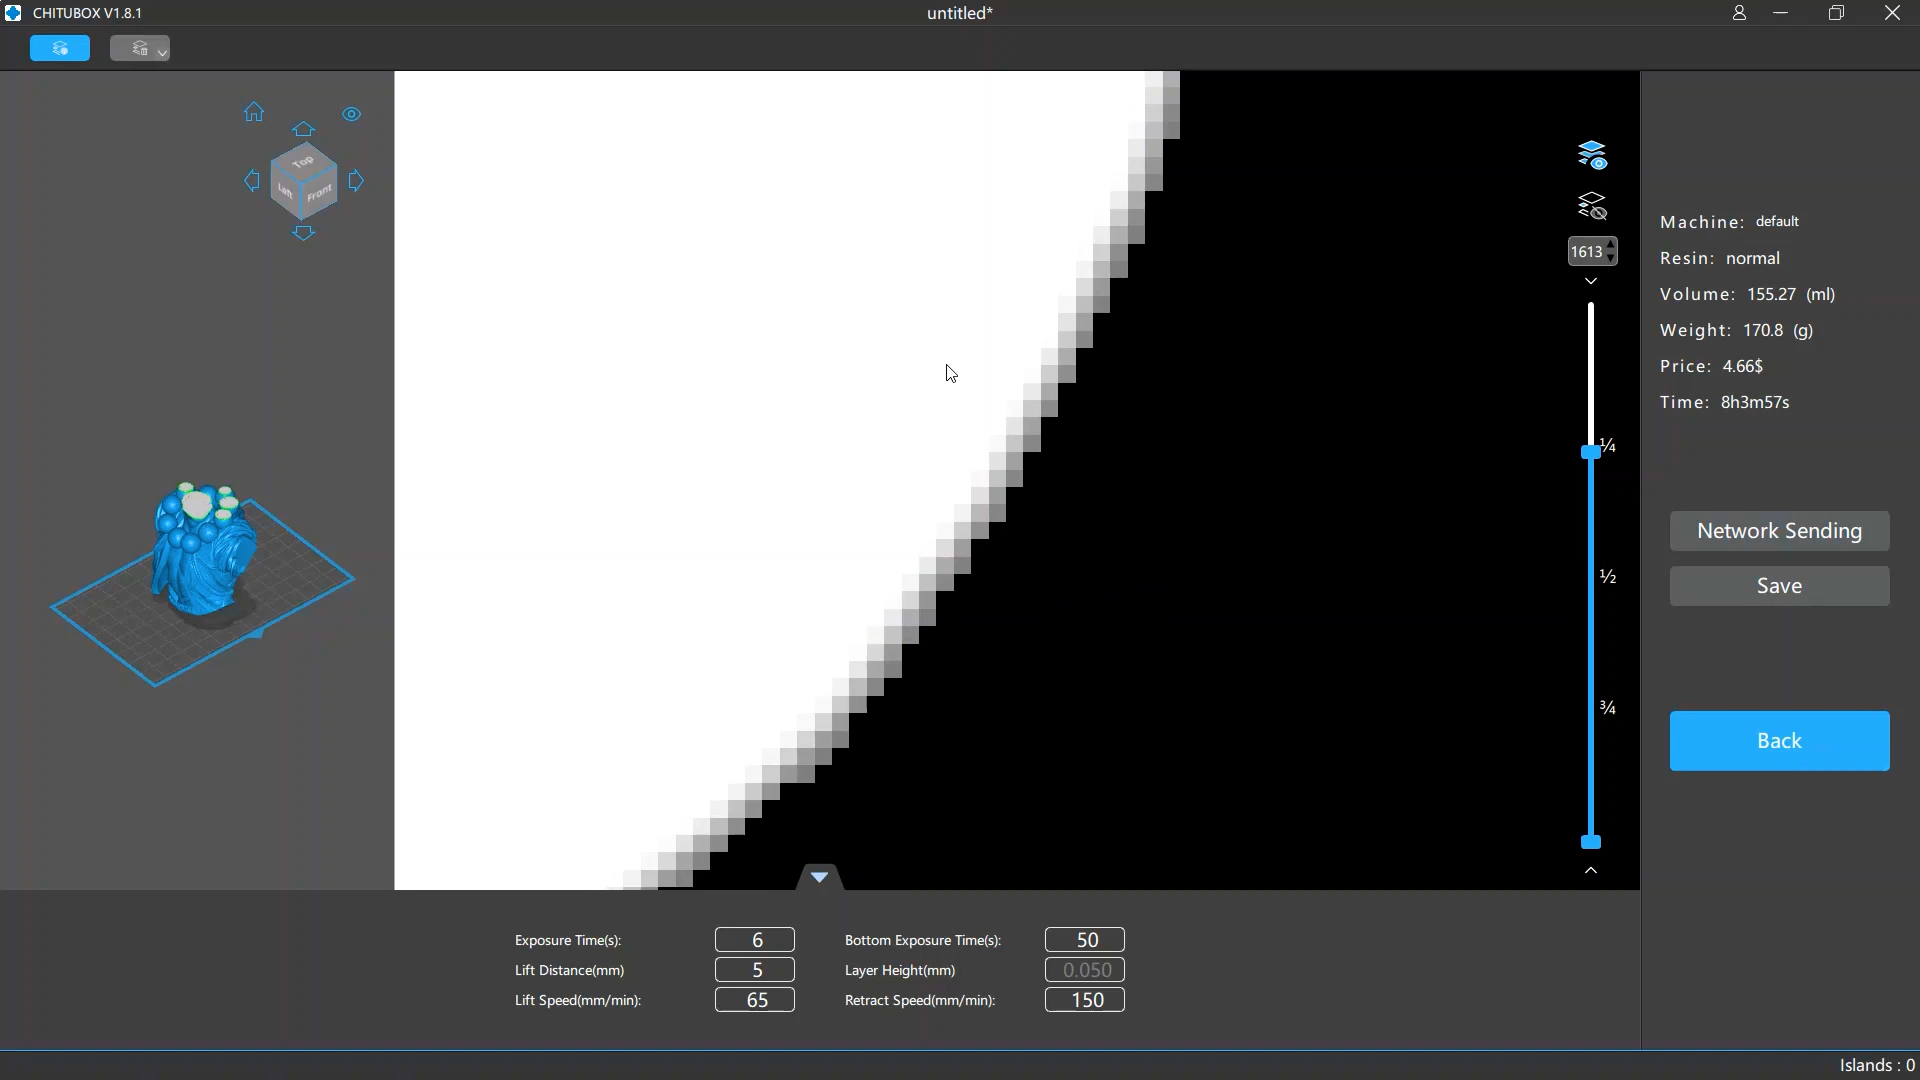 CHITUBOX V1.8.1
untitled*
Top
Left
Front
1613
1/4
1/2
3/4
Machine: default
Resin: normal
Volume: 155.27 (ml)
Weight: 170.8 (g)
Price: 4.66$
Time: 8h3m57s
Network Sending
Save
Back
Exposure Time(s): 6
Bottom Exposure Time(s): 50
Lift Distance(mm) 5
Layer Height(mm) 0.050
Lift Speed(mm/min): 65
Retract Speed(mm/min): 150
Islands : 0